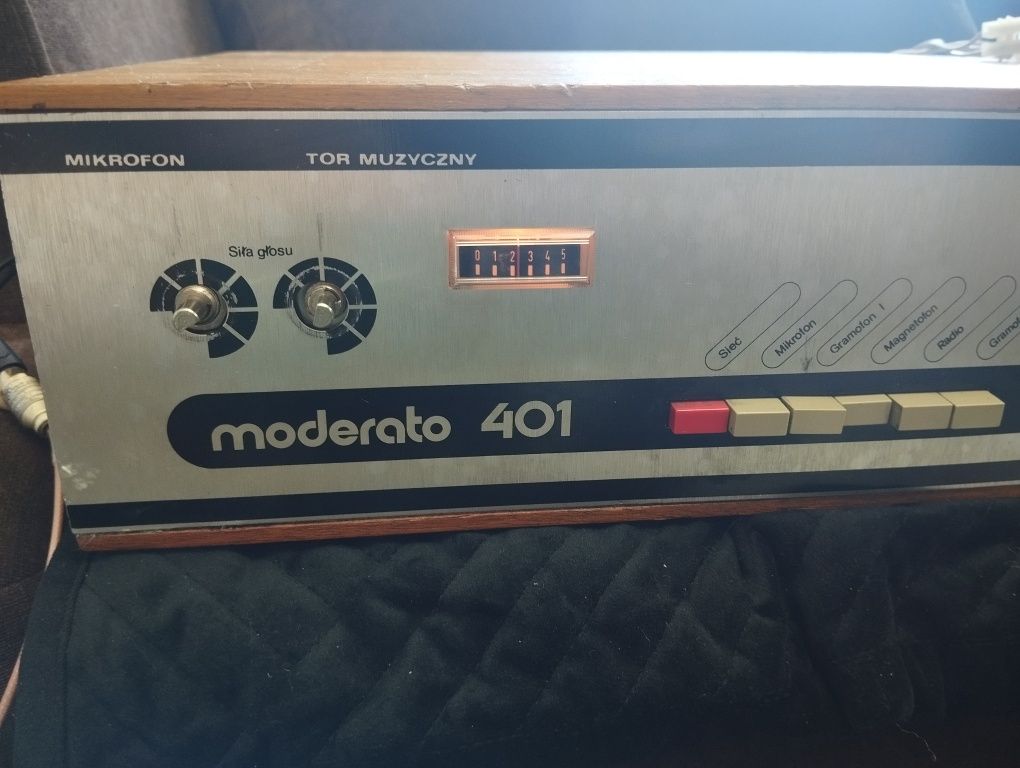 MIKROFON
TOR MUZYCZNY
Siła głosu
0 1 2 3 4 5
Sieć
Mikrofon
Gramofon I
Magnetofon
Radio
moderato 401